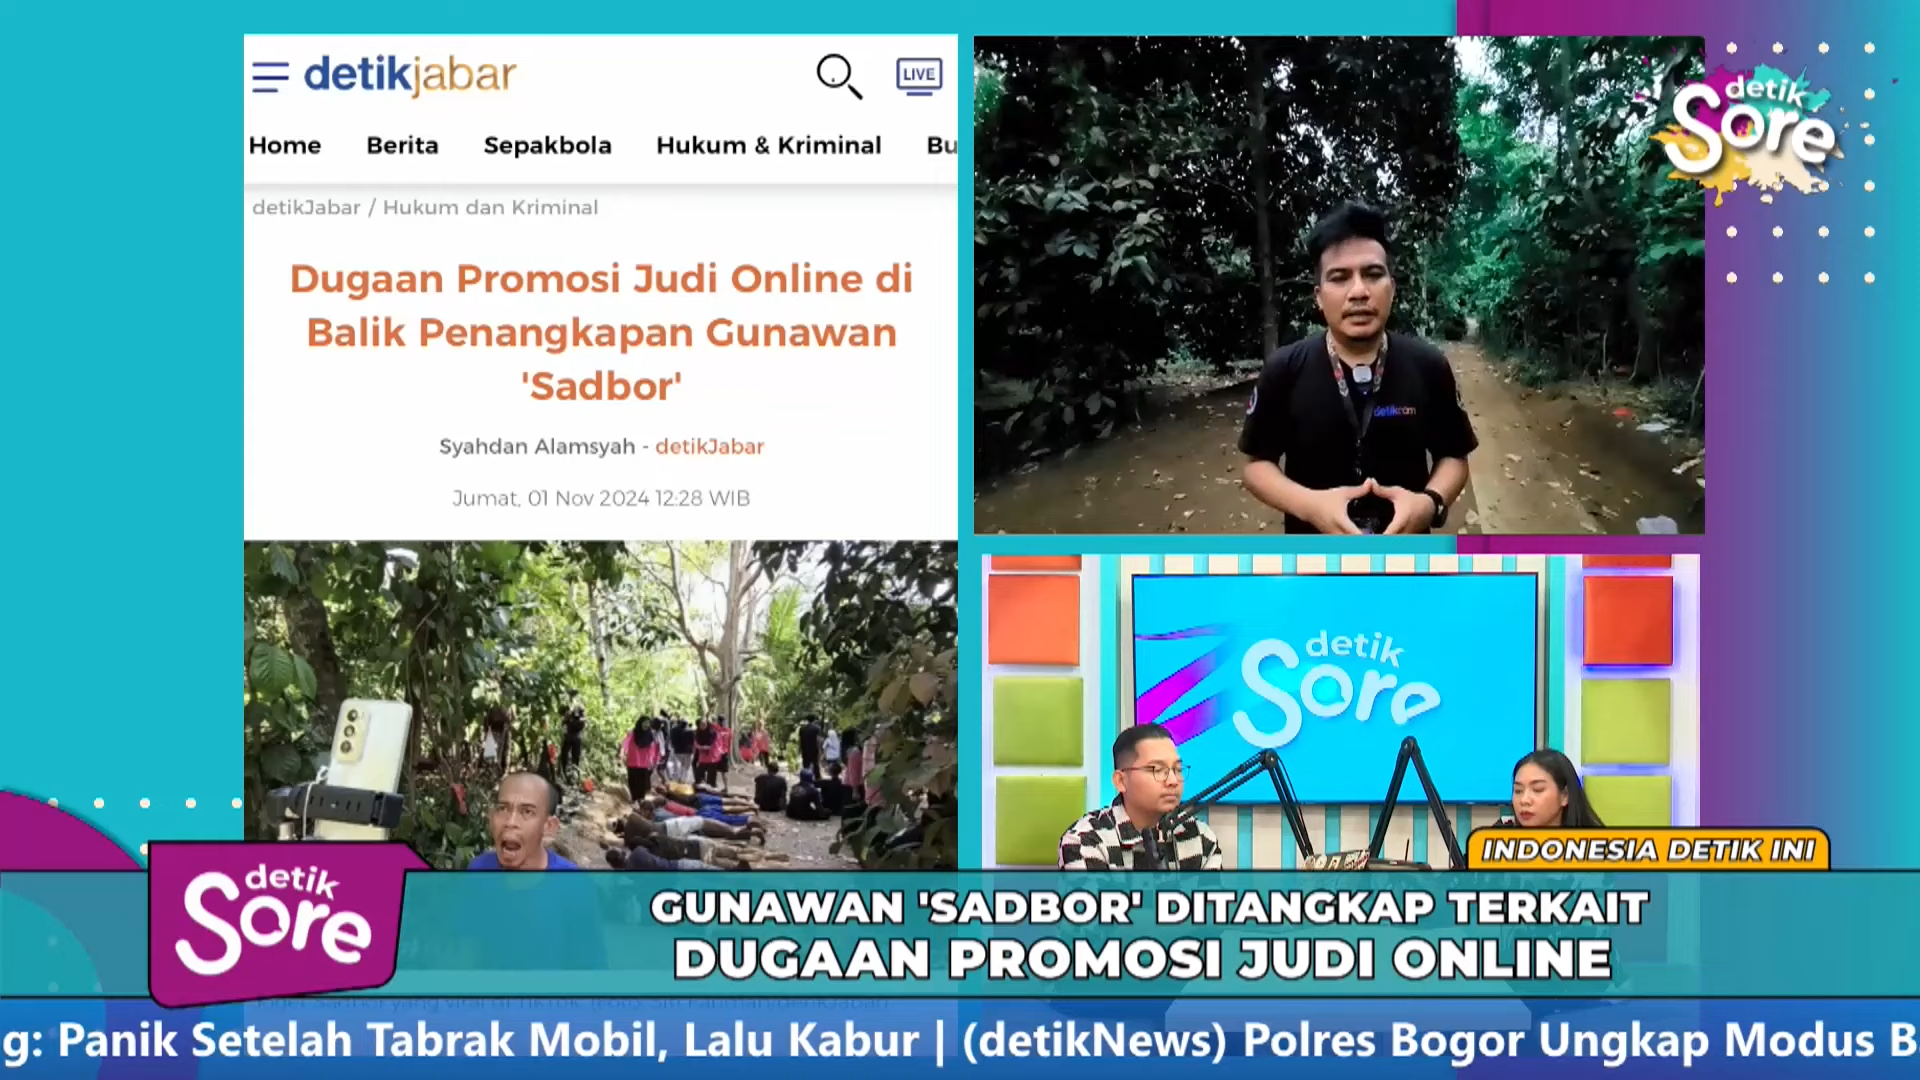 detikjabar
LIVE
Home Berita Sepakbola Hukum & Kriminal Bu
detikJabar / Hukum dan Kriminal
Dugaan Promosi Judi Online di
Balik Penangkapan Gunawan
'Sadbor'
Syahdan Alamsyah - detikJabar
Jumat, 01 Nov 2024 12:28 WIB
detik
Sore
detikcom
detik
Sore
INDONESIA DETIK INI
detik
Sore
GUNAWAN 'SADBOR' DITANGKAP TERKAIT
DUGAAN PROMOSI JUDI ONLINE
g: Panik Setelah Tabrak Mobil, Lalu Kabur | (detikNews) Polres Bogor Ungkap Modus B